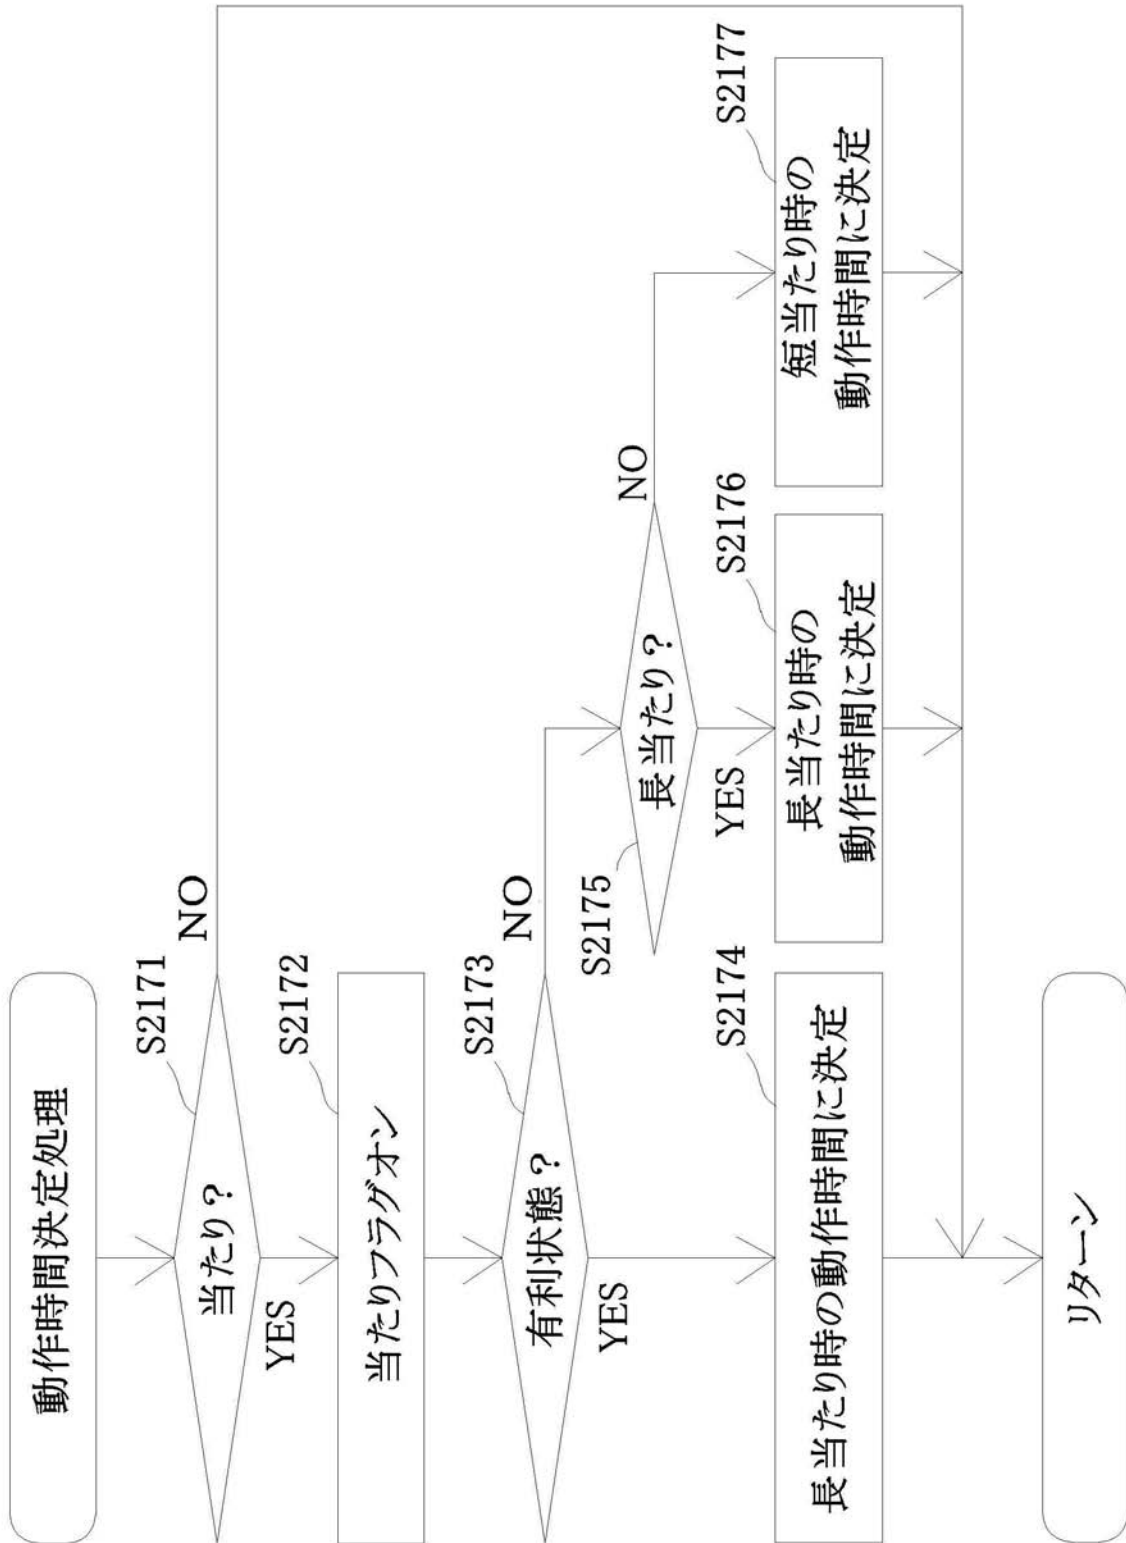 動作時間決定処理
S2171
当たり?
NO
YES
S2172
当たりフラグオン
S2173
有利状態?
NO
YES
S2175
長当たり?
NO
YES
S2174
長当たり時の動作時間に決定
S2176
長当たり時の
動作時間に決定
S2177
短当たり時の
動作時間に決定
リターン